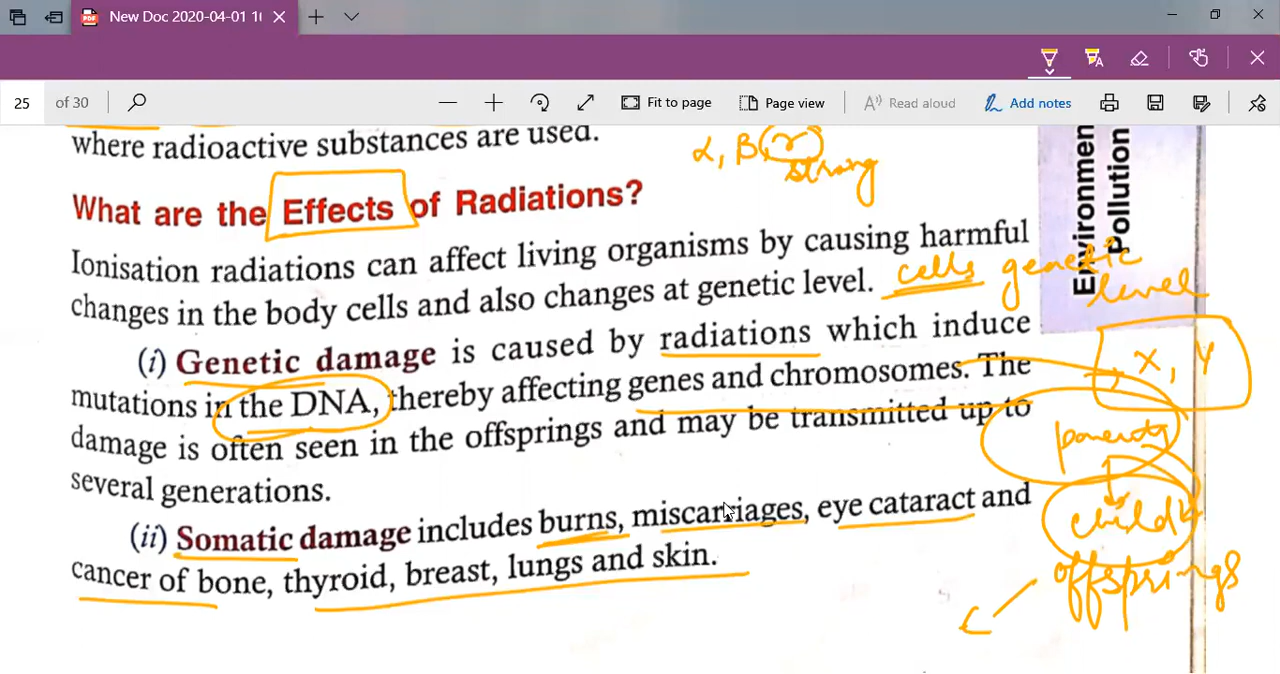 New Doc 2020-04-01 1(
25 of 30 Fit to page Page view Read aloud Add notes
where radioactive substances are used.
α, β, γ
strong
What are the Effects of Radiations?
Ionisation radiations can affect living organisms by causing harmful
changes in the body cells and also changes at genetic level.
cells genetic
level
(i) Genetic damage is caused by radiations which induce
mutations in the DNA, thereby affecting genes and chromosomes. The
damage is often seen in the offsprings and may be transmitted up to
several generations.
(ii) Somatic damage includes burns, miscarriages, eye cataract and
cancer of bone, thyroid, breast, lungs and skin.
X, Y
parents
child
offsprings
Environmen
Pollution